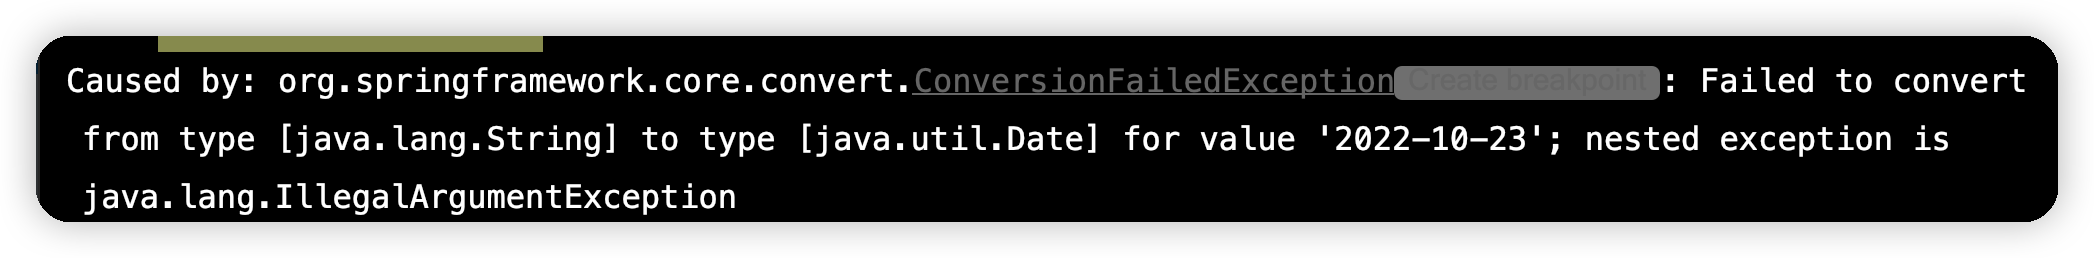 Caused by: org.springframework.core.convert.ConversionFailedException Create breakpoint : Failed to convert
from type [java.lang.String] to type [java.util.Date] for value '2022-10-23'; nested exception is
java.lang.IllegalArgumentException